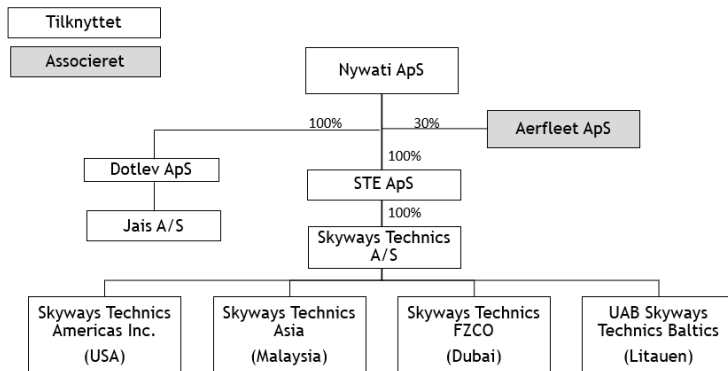 Tilknyttet
Associeret
Nywati ApS
100%
30%
Aerfleet ApS
Dotlev ApS
100%
STE ApS
Jais A/S
100%
Skyways Technics
A/S
Skyways Technics
Americas Inc.
(USA)
Skyways Technics
Asia
(Malaysia)
Skyways Technics
FZCO
(Dubai)
UAB Skyways
Technics Baltics
(Litauen)